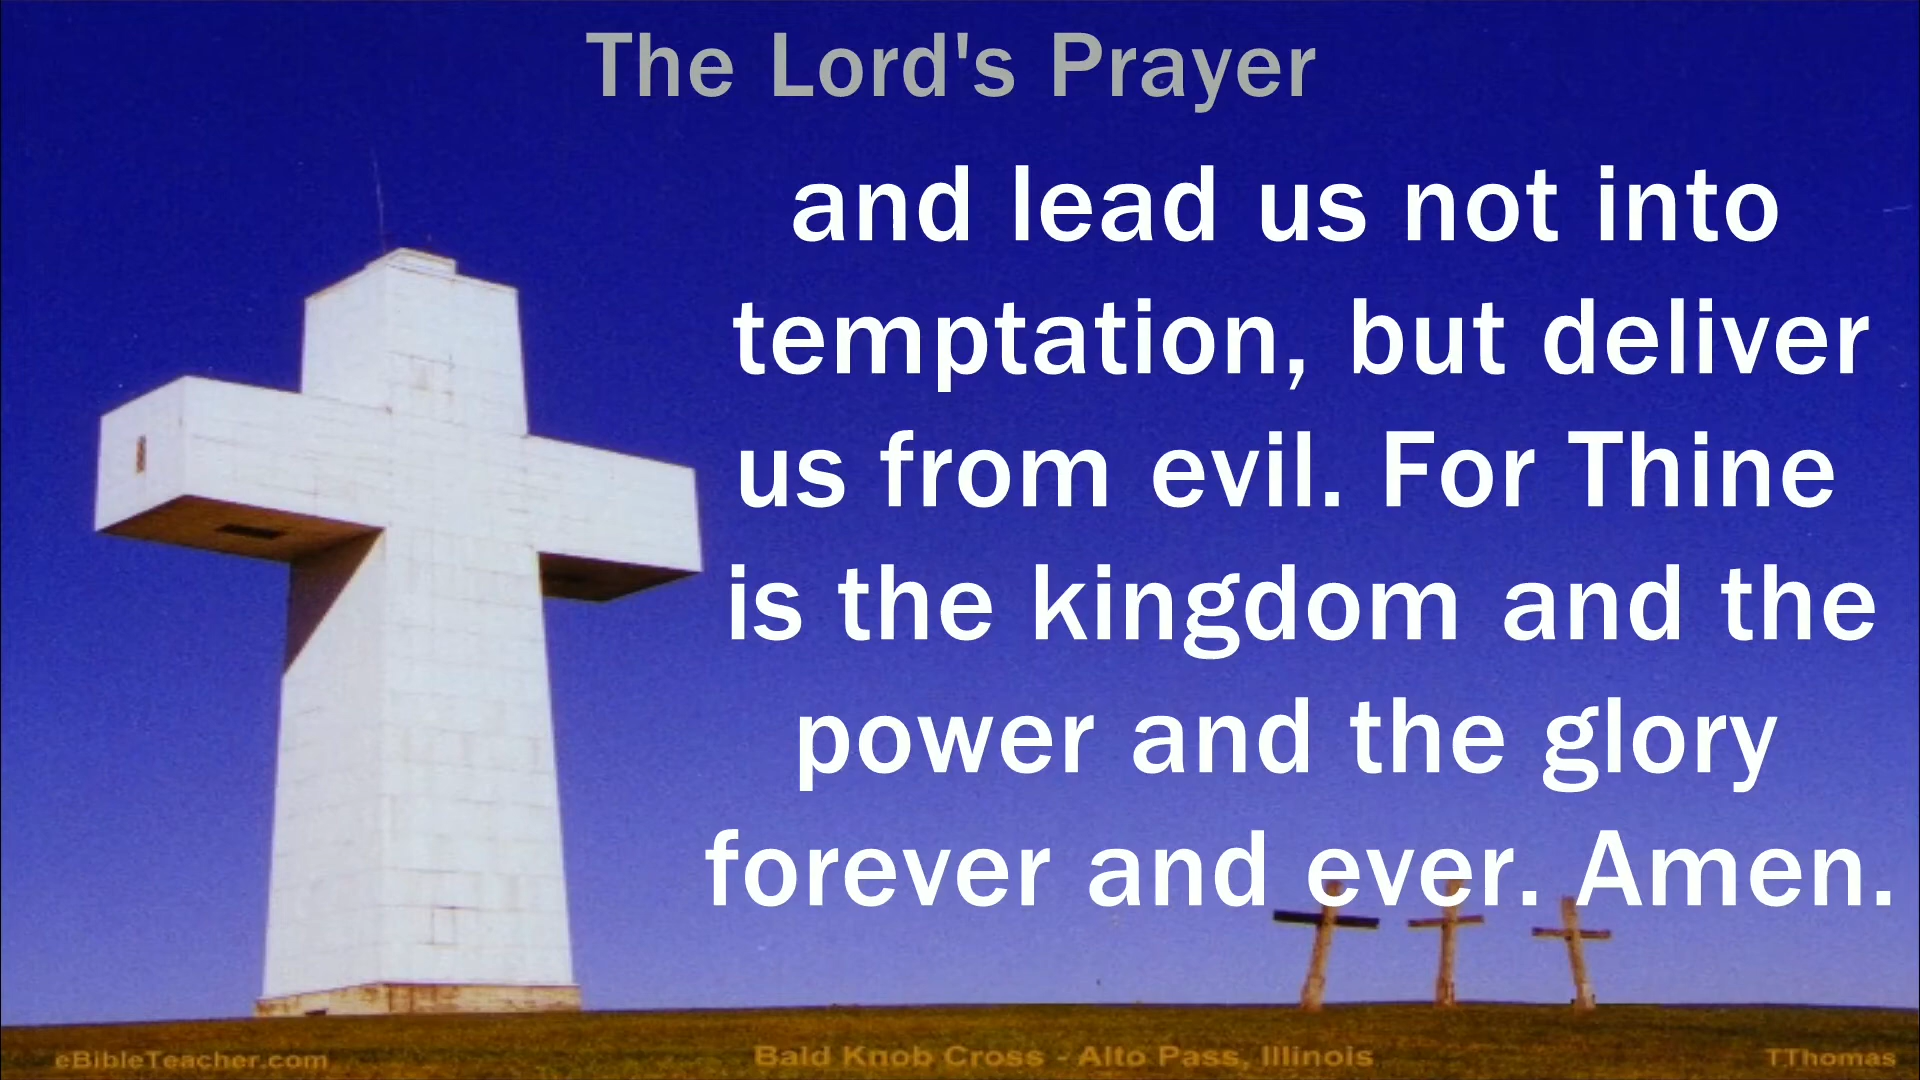 The Lord's Prayer
and lead us not into
temptation, but deliver
us from evil. For Thine
is the kingdom and the
power and the glory
forever and ever. Amen.
eBibleTeacher.com
Bald Knob Cross - Alto Pass, Illinois
TThomas